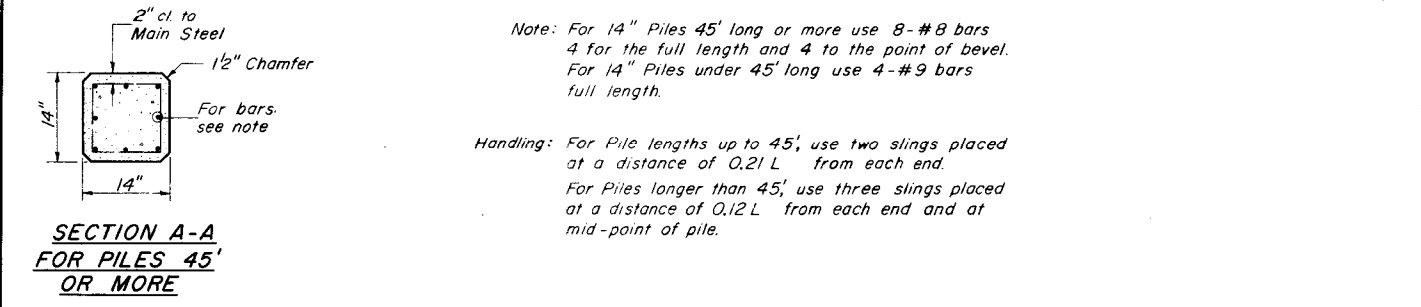 2" cl. to
Main Steel
1½" Chamfer
14"
For bars
see note
14"
SECTION A-A
FOR PILES 45'
OR MORE
Note: For 14" Piles 45' long or more use 8-#8 bars
4 for the full length and 4 to the point of bevel.
For 14" Piles under 45' long use 4-#9 bars
full length.
Handling: For Pile lengths up to 45', use two slings placed
at a distance of 0.21 L from each end.
For Piles longer than 45', use three slings placed
at a distance of 0.12 L from each end and at
mid-point of pile.